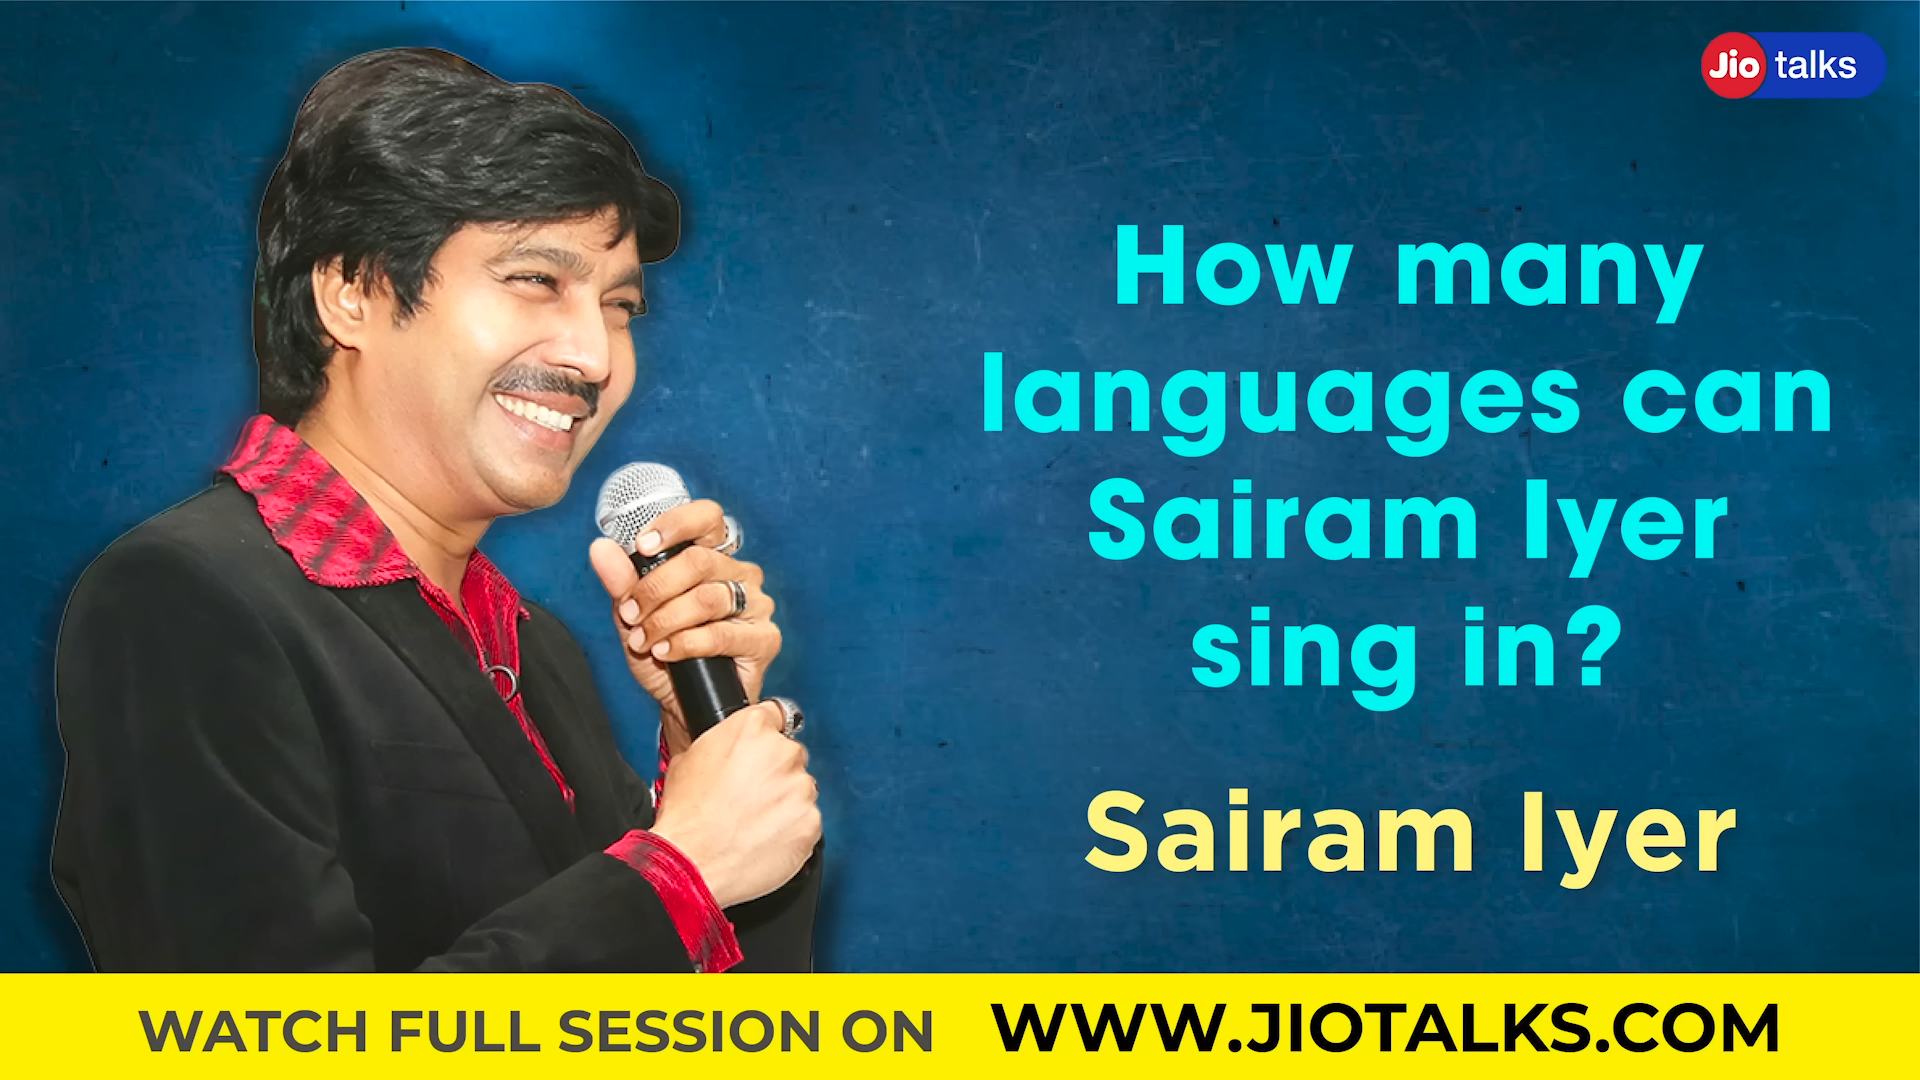 Jio talks
How many
languages can
Sairam Iyer
sing in?
Sairam Iyer
WATCH FULL SESSION ON WWW.JIOTALKS.COM